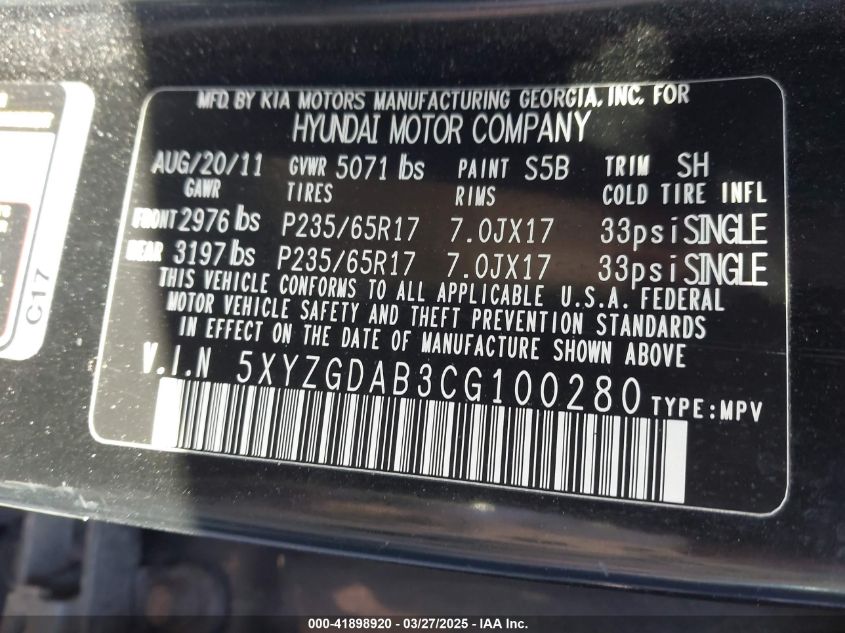 MFD. BY KIA MOTORS MANUFACTURING GEORGIA, INC. FOR
HYUNDAI MOTOR COMPANY
AUG/20/11 GVWR 5071 lbs PAINT S5B TRIM SH
GAWR TIRES RIMS COLD TIRE INFL
FRONT 2976 lbs P235/65R17 7.0JX17 33psi SINGLE
REAR 3197 lbs P235/65R17 7.0JX17 33psi SINGLE
THIS VEHICLE CONFORMS TO ALL APPLICABLE U.S.A. FEDERAL
MOTOR VEHICLE SAFETY AND THEFT PREVENTION STANDARDS
IN EFFECT ON THE DATE OF MANUFACTURE SHOWN ABOVE
V.I.N 5XYZGDAB3CG100280 TYPE:MPV
C17
000-41898920 / 03/27/2025 / IAA Inc.